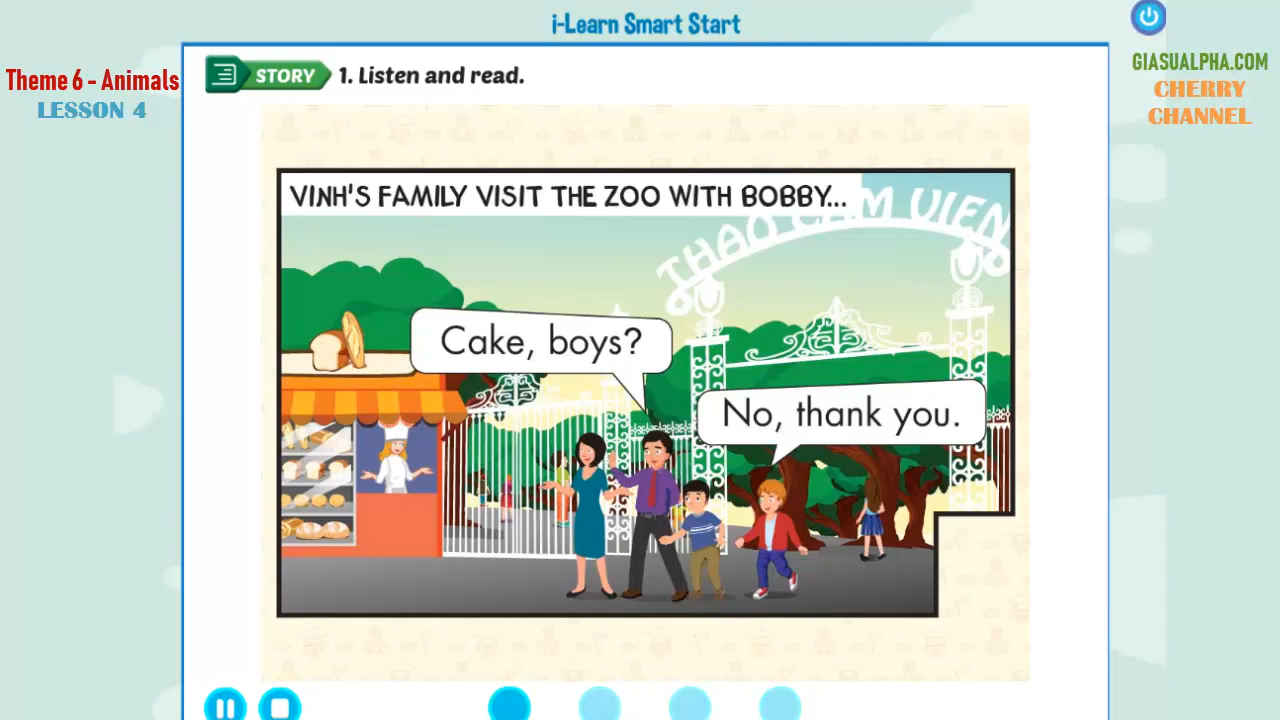 i-Learn Smart Start
Theme 6 - Animals
LESSON 4
GIASUALPHA.COM
CHERRY
CHANNEL
STORY 1. Listen and read.
VINH'S FAMILY VISIT THE ZOO WITH BOBBY...
THAO CAM VIEN
Cake, boys?
No, thank you.